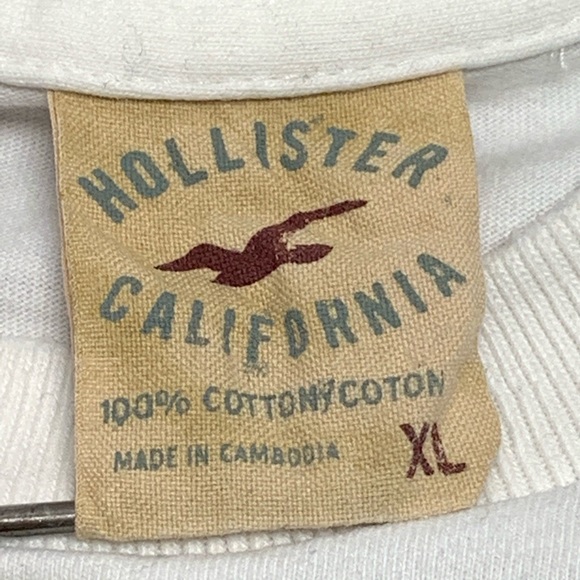 HOLLISTER
CALIFORNIA
100% COTTON/COTON
MADE IN CAMBODIA XL